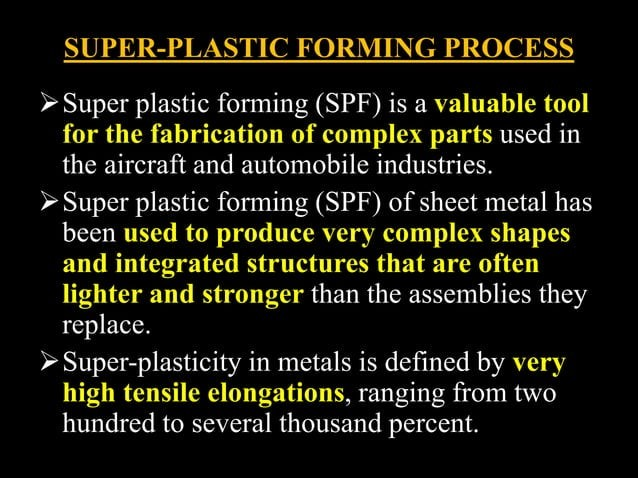 SUPER-PLASTIC FORMING PROCESS
➢Super plastic forming (SPF) is a valuable tool
for the fabrication of complex parts used in
the aircraft and automobile industries.
➢Super plastic forming (SPF) of sheet metal has
been used to produce very complex shapes
and integrated structures that are often
lighter and stronger than the assemblies they
replace.
➢Super-plasticity in metals is defined by very
high tensile elongations, ranging from two
hundred to several thousand percent.